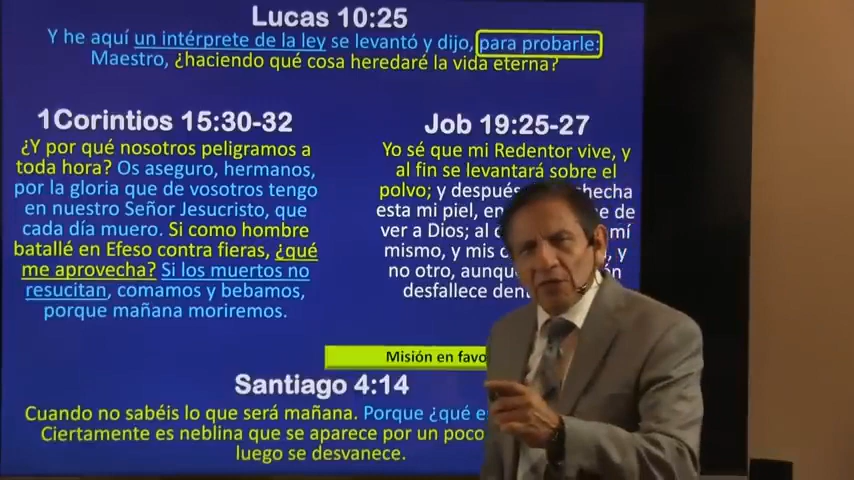 Lucas 10:25
Y he aquí un intérprete de la ley se levantó y dijo, para probarle:
Maestro, ¿haciendo qué cosa heredaré la vida eterna?
1Corintios 15:30-32
¿Y por qué nosotros peligramos a
toda hora? Os aseguro, hermanos,
por la gloria que de vosotros tengo
en nuestro Señor Jesucristo, que
cada día muero. Si como hombre
batallé en Efeso contra fieras, ¿qué
me aprovecha? Si los muertos no
resucitan, comamos y bebamos,
porque mañana moriremos.
Job 19:25-27
Yo sé que mi Redentor vive, y
al fin se levantará sobre el
polvo; y después
esta mi piel, de
ver a Dios; al mí
mismo, y mis y
no otro,
desfallece
Misión en
Santiago 4:14
Cuando no sabéis lo que será mañana. Porque ¿qué
Ciertamente es neblina que se aparece por un poco
luego se desvanece.